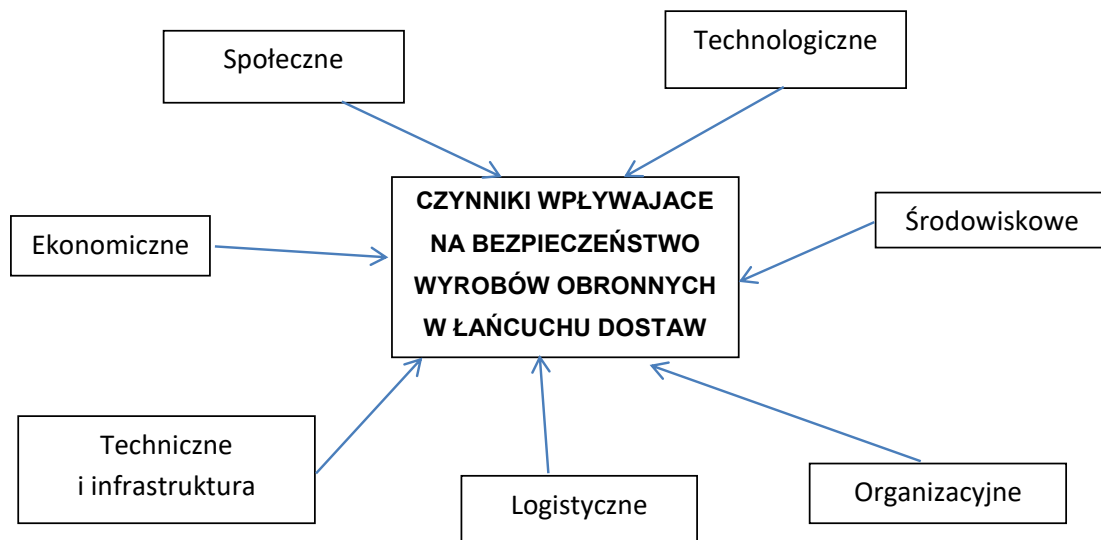 Społeczne
Technologiczne
CZYNNIKI WPŁYWAJACE
NA BEZPIECZEŃSTWO
WYROBÓW OBRONNYCH
W ŁAŃCUCHU DOSTAW
Ekonomiczne
Środowiskowe
Techniczne
i infrastruktura
Logistyczne
Organizacyjne